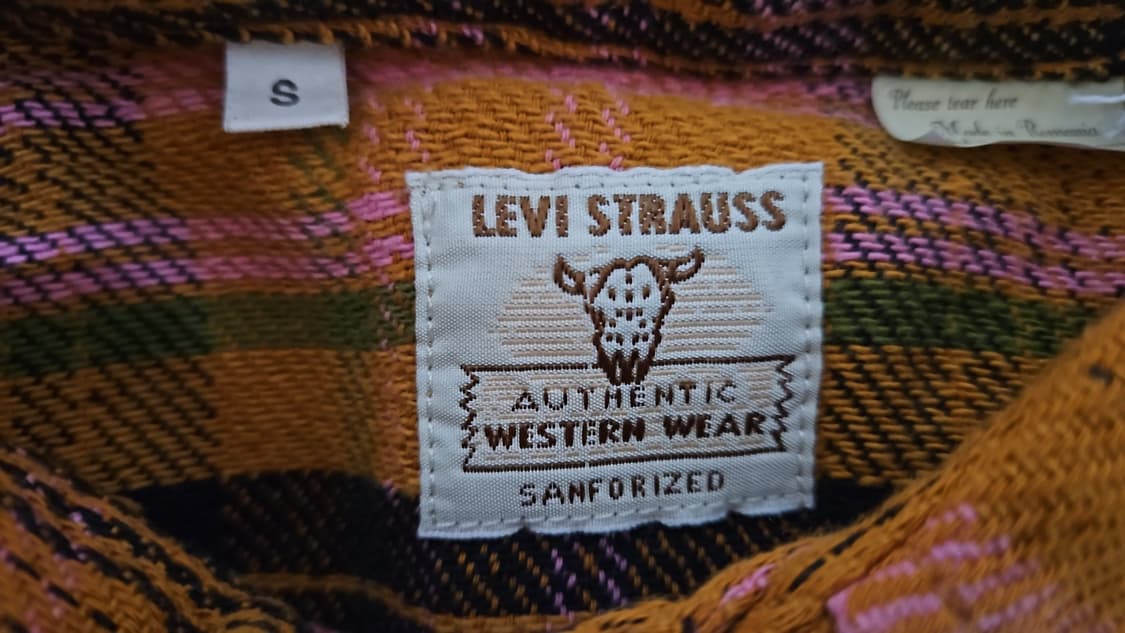 S
Please tear here
Made in Romania
LEVI STRAUSS
AUTHENTIC
WESTERN WEAR
SANFORIZED